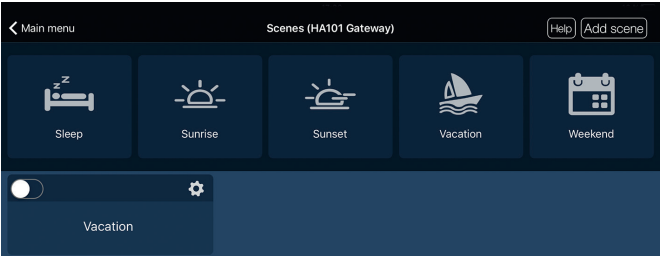 Main menu
Scenes (HA101 Gateway)
Help
Add scene
z z
Sleep
Sunrise
Sunset
Vacation
Weekend
Vacation